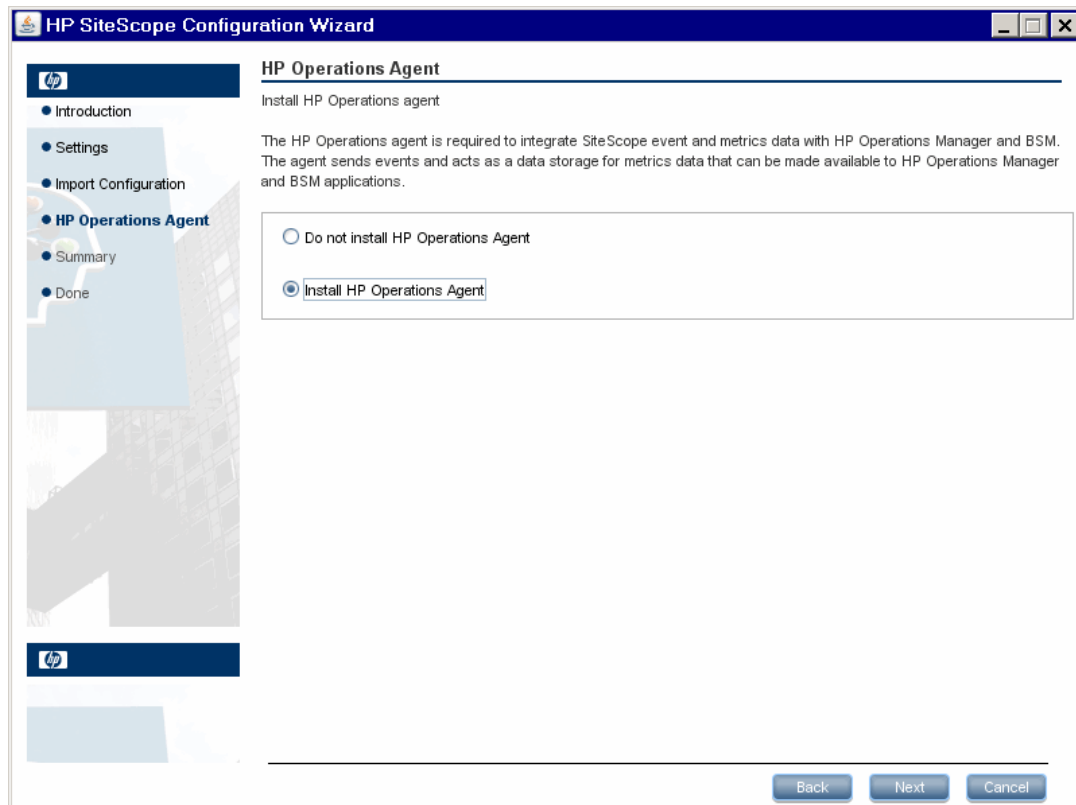 HP SiteScope Configuration Wizard
hp
Introduction
Settings
Import Configuration
HP Operations Agent
Summary
Done
hp
HP Operations Agent
Install HP Operations agent
The HP Operations agent is required to integrate SiteScope event and metrics data with HP Operations Manager and BSM.
The agent sends events and acts as a data storage for metrics data that can be made available to HP Operations Manager
and BSM applications.
Do not install HP Operations Agent
Install HP Operations Agent
Back Next Cancel